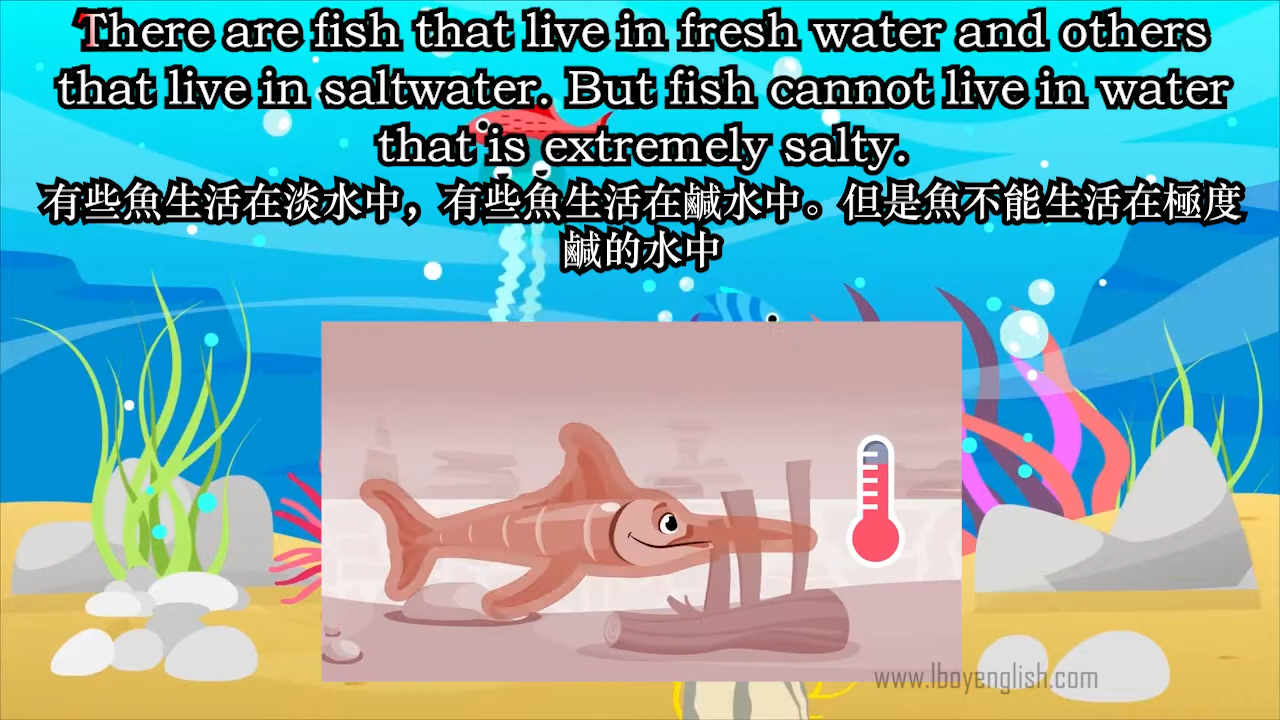 There are fish that live in fresh water and others
that live in saltwater. But fish cannot live in water
that is extremely salty.
有些魚生活在淡水中，有些魚生活在鹹水中。但是魚不能生活在極度
鹹的水中
www.lboyenglish.com